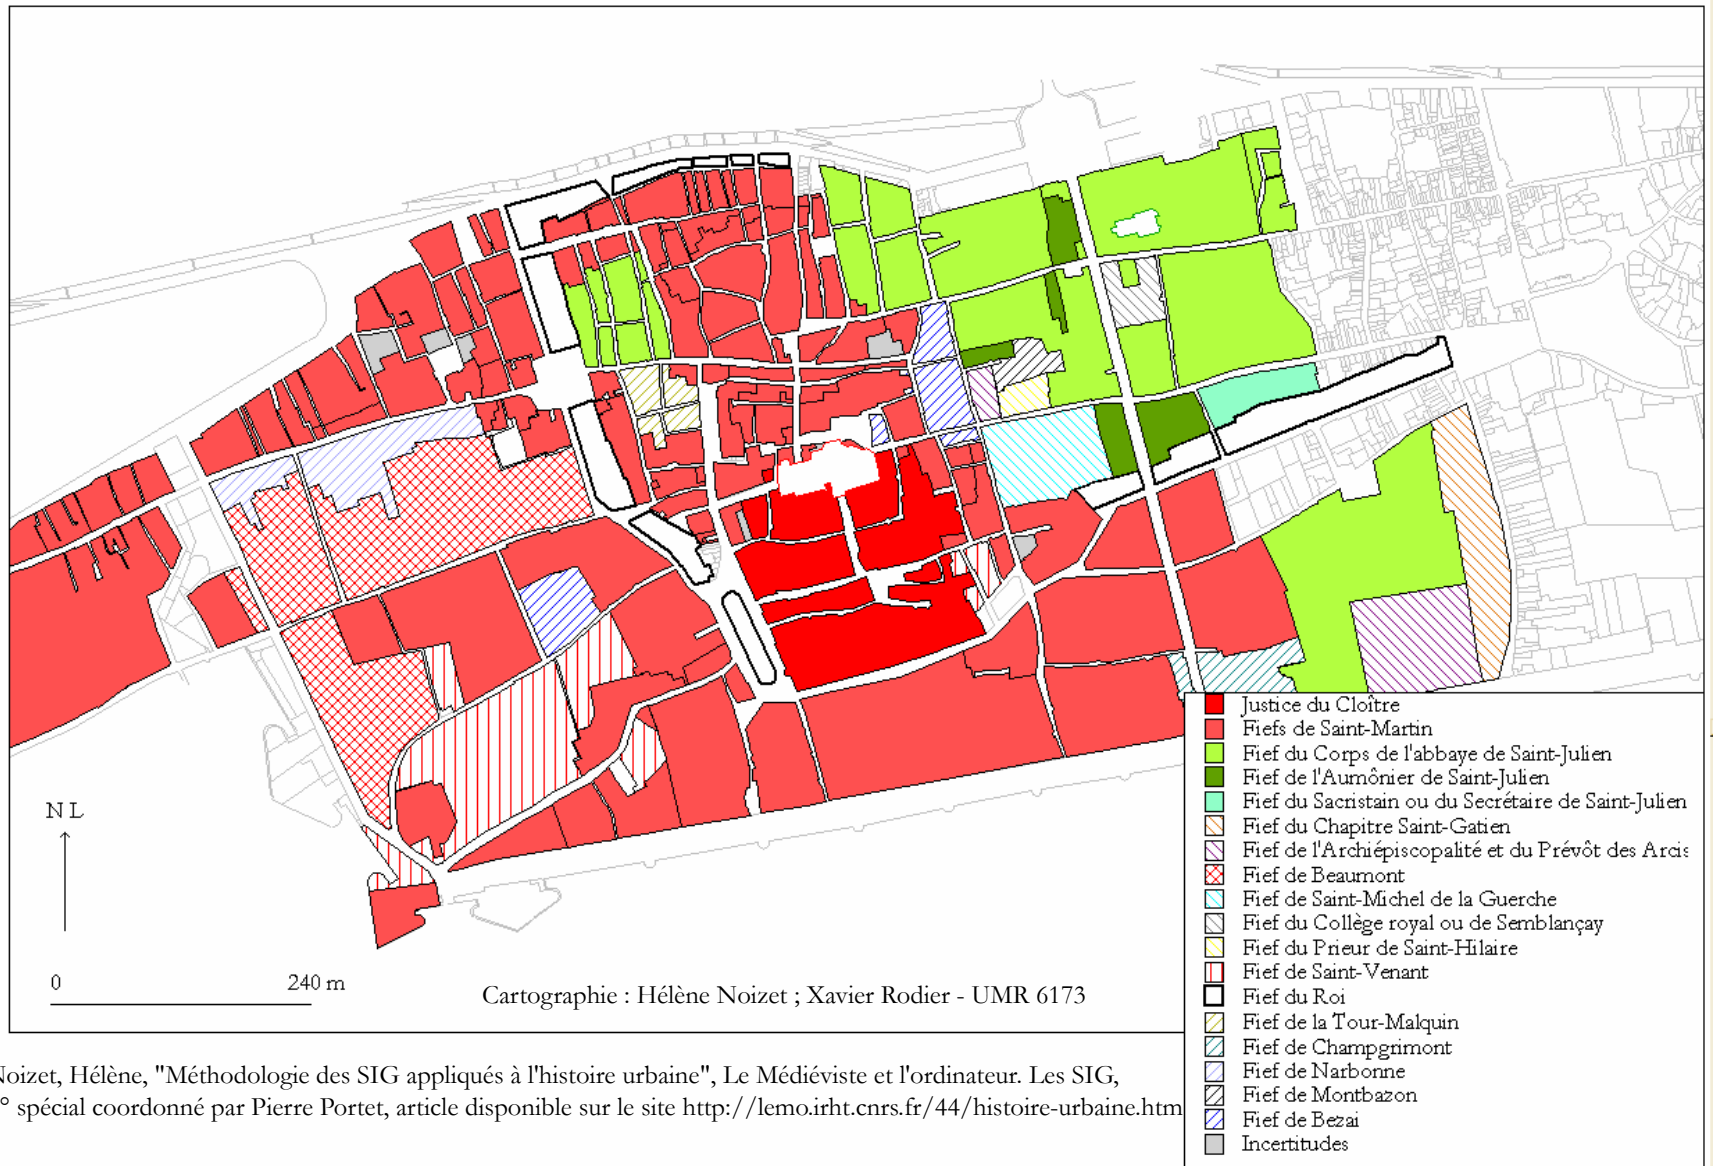 Justice du Cloître
Fiefs de Saint-Martin
Fief du Corps de l'abbaye de Saint-Julien
Fief de l'Aumônier de Saint-Julien
Fief du Sacristain ou du Secrétaire de Saint-Julien
Fief du Chapitre Saint-Gatien
Fief de l'Archiépiscopalité et du Prévôt des Arcis
Fief de Beaumont
Fief de Saint-Michel de la Guerche
Fief du Collège royal ou de Semblançay
Fief du Prieur de Saint-Hilaire
Fief de Saint-Venant
Fief du Roi
Fief de la Tour-Malquin
Fief de Champgrimont
Fief de Narbonne
Fief de Montbazon
Fief de Bezai
Incertitudes
N L
0 240 m
Cartographie : Hélène Noizet ; Xavier Rodier - UMR 6173
Noizet, Hélène, "Méthodologie des SIG appliqués à l'histoire urbaine", Le Médiéviste et l'ordinateur. Les SIG,
° spécial coordonné par Pierre Portet, article disponible sur le site http://lemo.irht.cnrs.fr/44/histoire-urbaine.htm